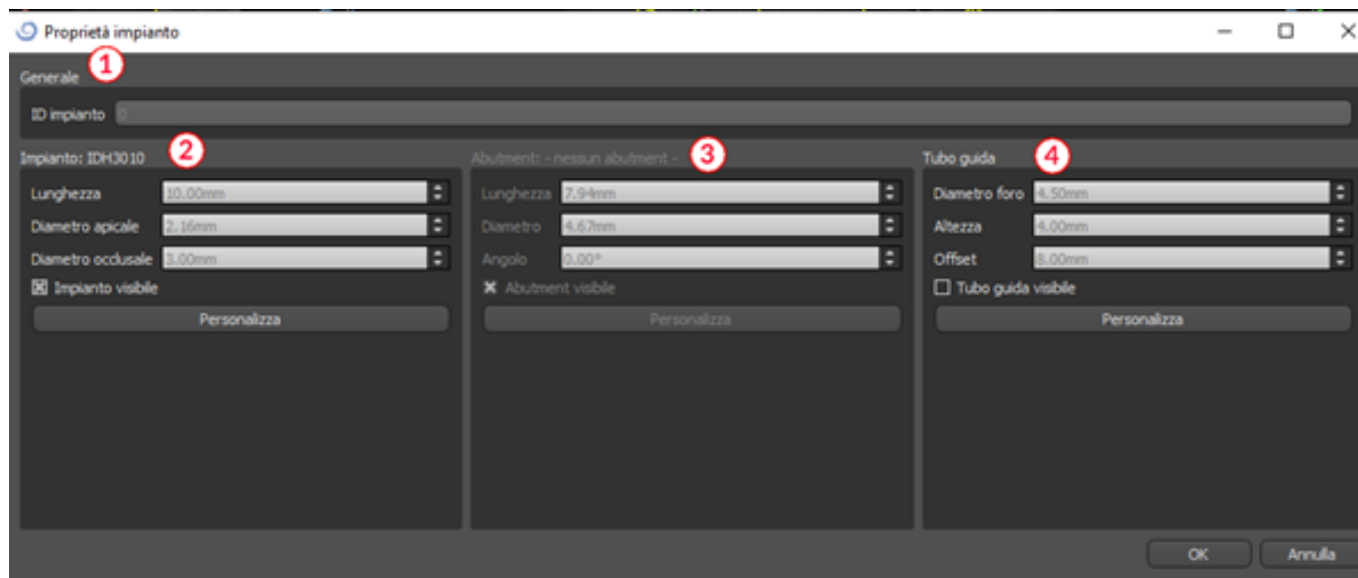 Proprietà impianto
1
Generale
ID impianto 0
Impianto: IDH3010 2
Lunghezza 10.00mm
Diametro apicale 2.16mm
Diametro occlusale 3.00mm
Impianto visibile
Personalizza
Abutment: - nessun abutment - 3
Lunghezza 7.94mm
Diametro 4.67mm
Angolo 0.00°
Abutment visibile
Personalizza
Tubo guida 4
Diametro foro 4.50mm
Altezza 4.00mm
Offset 8.00mm
Tubo guida visibile
Personalizza
OK Annulla